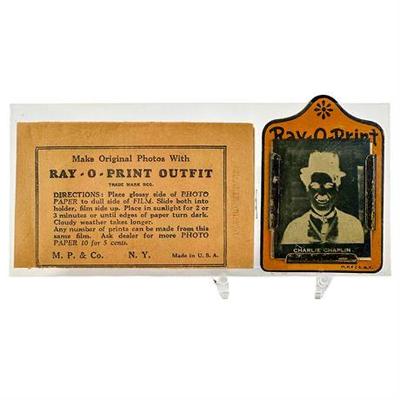 Make Original Photos With
RAY-O-PRINT OUTFIT
TRADE MARK REG.
DIRECTIONS: Place glossy side of PHOTO
PAPER to dull side of FILM. Slide both into
holder, film side up. Place in sunlight for 2 or
3 minutes or until edges of paper turn dark.
Cloudy weather takes longer.
Any number of prints can be made from this
same film. Ask dealer for more PHOTO
PAPER 10 for 5 cents.
M. P. & Co. N. Y. Made in U. S. A.
Ray-O-Print
CHARLIE CHAPLIN